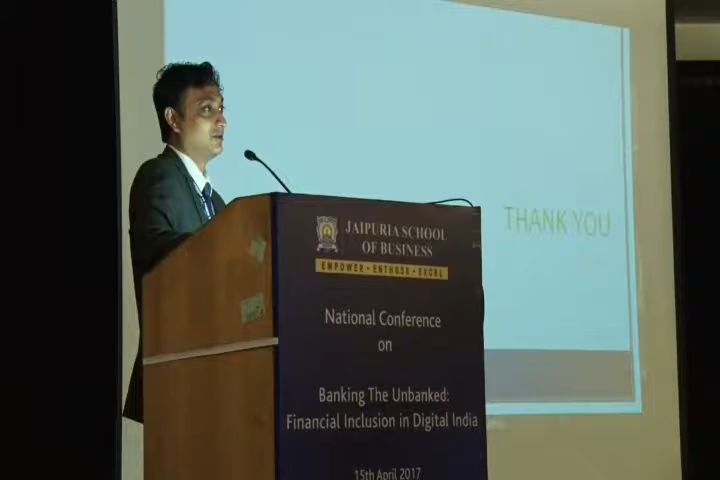 JAIPURIA SCHOOL
OF BUSINESS
EMPOWER • ENTHUSE • EXCEL
National Conference
on
Banking The Unbanked:
Financial Inclusion in Digital India
15th April 2017
THANK YOU